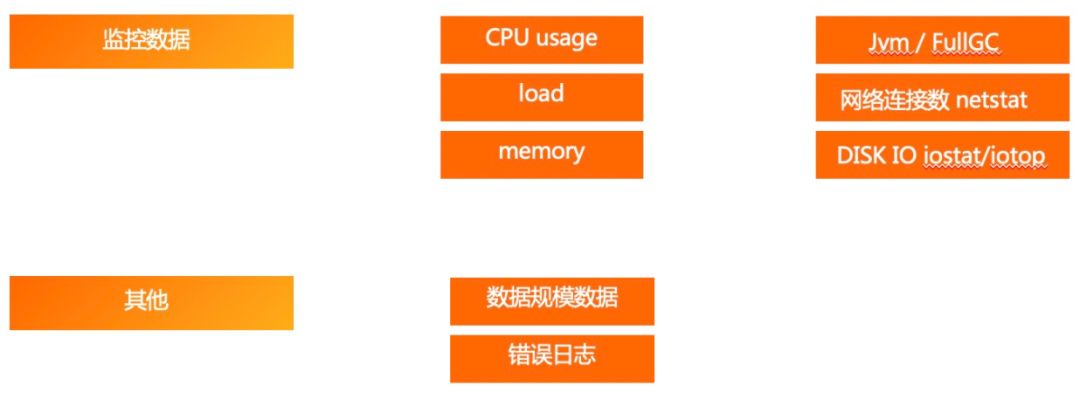 监控数据
CPU usage
Jvm / FullGC
load
网络连接数 netstat
memory
DISK IO iostat/iotop
其他
数据规模数据
错误日志